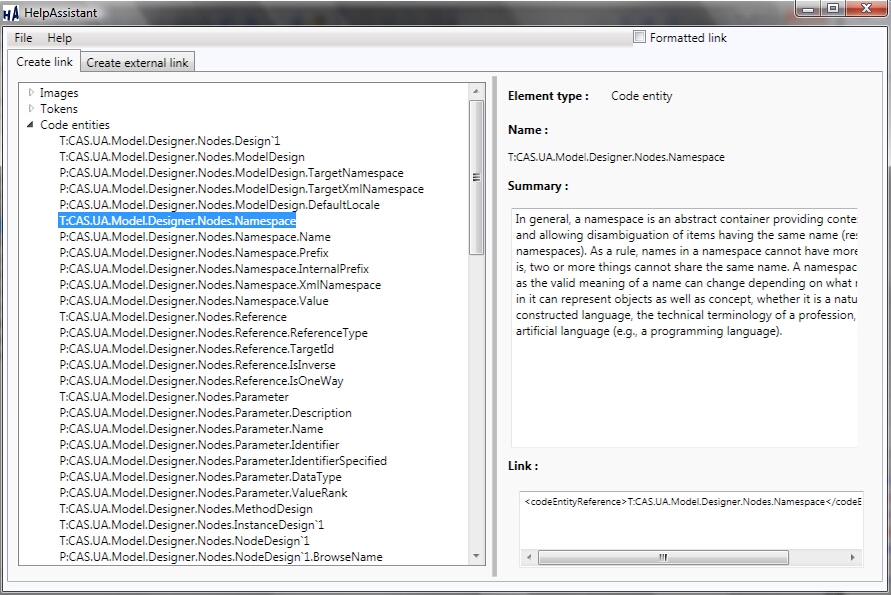 HelpAssistant
File Help
Formatted link
Create link
Create external link
Images
Tokens
Code entities
T:CAS.UA.Model.Designer.Nodes.Design`1
T:CAS.UA.Model.Designer.Nodes.ModelDesign
P:CAS.UA.Model.Designer.Nodes.ModelDesign.TargetNamespace
P:CAS.UA.Model.Designer.Nodes.ModelDesign.TargetXmlNamespace
P:CAS.UA.Model.Designer.Nodes.ModelDesign.DefaultLocale
T:CAS.UA.Model.Designer.Nodes.Namespace
P:CAS.UA.Model.Designer.Nodes.Namespace.Name
P:CAS.UA.Model.Designer.Nodes.Namespace.Prefix
P:CAS.UA.Model.Designer.Nodes.Namespace.InternalPrefix
P:CAS.UA.Model.Designer.Nodes.Namespace.XmlNamespace
P:CAS.UA.Model.Designer.Nodes.Namespace.Value
T:CAS.UA.Model.Designer.Nodes.Reference
P:CAS.UA.Model.Designer.Nodes.Reference.ReferenceType
P:CAS.UA.Model.Designer.Nodes.Reference.TargetId
P:CAS.UA.Model.Designer.Nodes.Reference.IsInverse
P:CAS.UA.Model.Designer.Nodes.Reference.IsOneWay
T:CAS.UA.Model.Designer.Nodes.Parameter
P:CAS.UA.Model.Designer.Nodes.Parameter.Description
P:CAS.UA.Model.Designer.Nodes.Parameter.Name
P:CAS.UA.Model.Designer.Nodes.Parameter.Identifier
P:CAS.UA.Model.Designer.Nodes.Parameter.IdentifierSpecified
P:CAS.UA.Model.Designer.Nodes.Parameter.DataType
P:CAS.UA.Model.Designer.Nodes.Parameter.ValueRank
T:CAS.UA.Model.Designer.Nodes.MethodDesign
T:CAS.UA.Model.Designer.Nodes.InstanceDesign`1
T:CAS.UA.Model.Designer.Nodes.NodeDesign`1
P:CAS.UA.Model.Designer.Nodes.NodeDesign`1.BrowseName
Element type : Code entity
Name :
T:CAS.UA.Model.Designer.Nodes.Namespace
Summary :
In general, a namespace is an abstract container providing conte
and allowing disambiguation of items having the same name (res
namespaces). As a rule, names in a namespace cannot have more
is, two or more things cannot share the same name. A namespac
as the valid meaning of a name can change depending on what
in it can represent objects as well as concept, whether it is a natu
constructed language, the technical terminology of a profession,
artificial language (e.g., a programming language).
Link :
<codeEntityReference>T:CAS.UA.Model.Designer.Nodes.Namespace</codeE